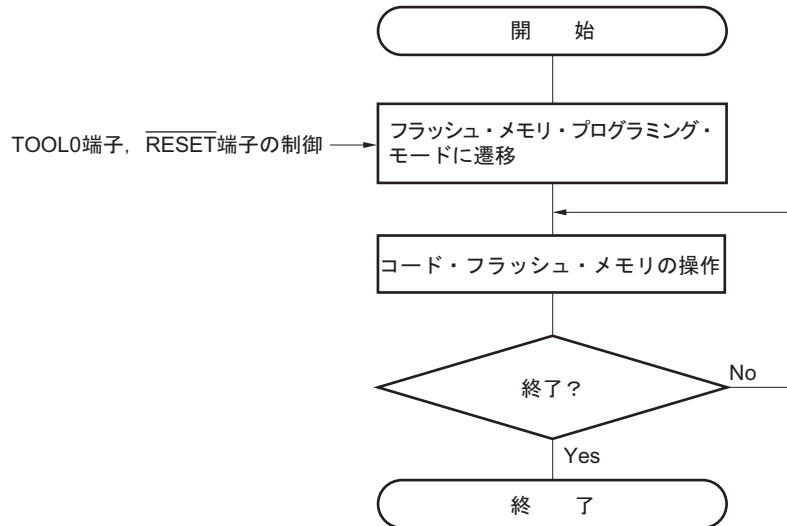 開　始
TOOL0端子，RESET端子の制御
フラッシュ・メモリ・プログラミング・
モードに遷移
コード・フラッシュ・メモリの操作
終了？
No
Yes
終　了